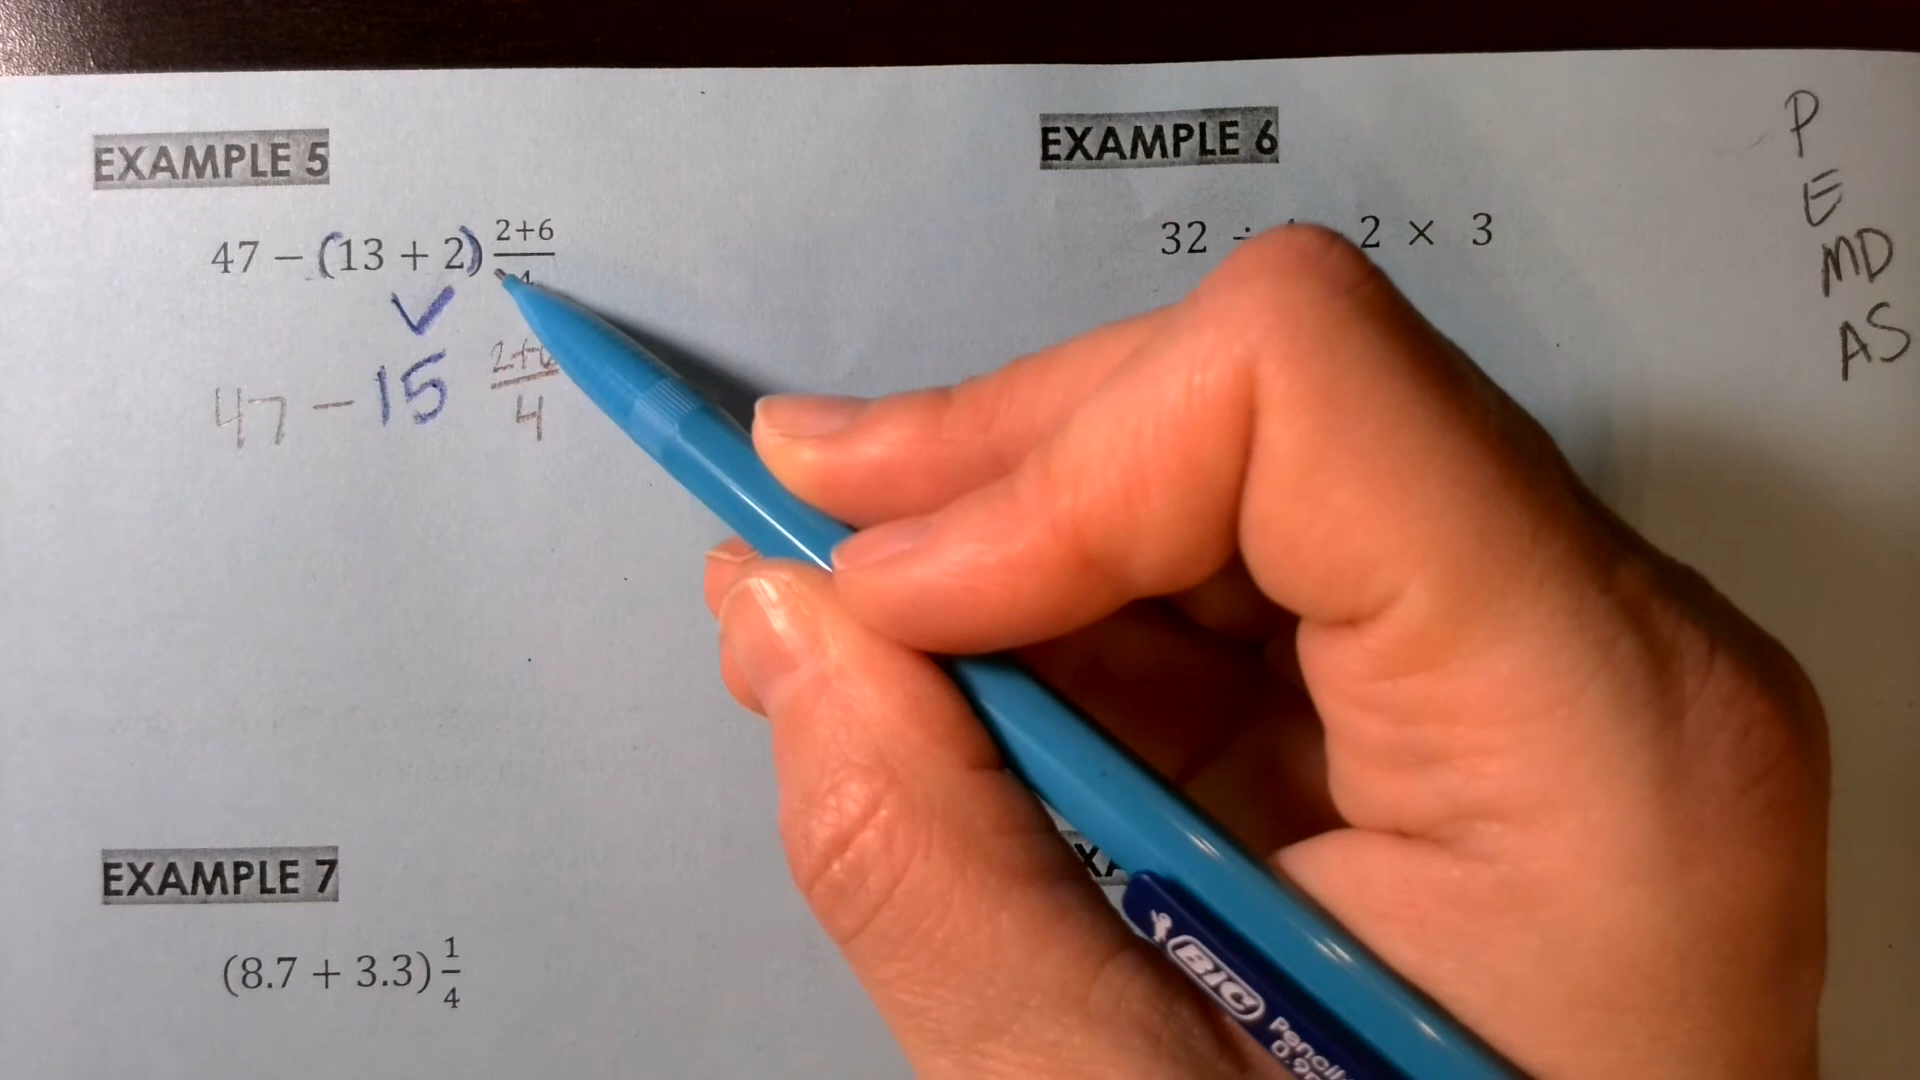 EXAMPLE 5
47 − (13 + 2) 2+6/4
47 − 15 2+6/4
EXAMPLE 6
32 ÷ 2 × 3
P
E
MD
AS
EXAMPLE 7
(8.7 + 3.3) 1/4
BIC